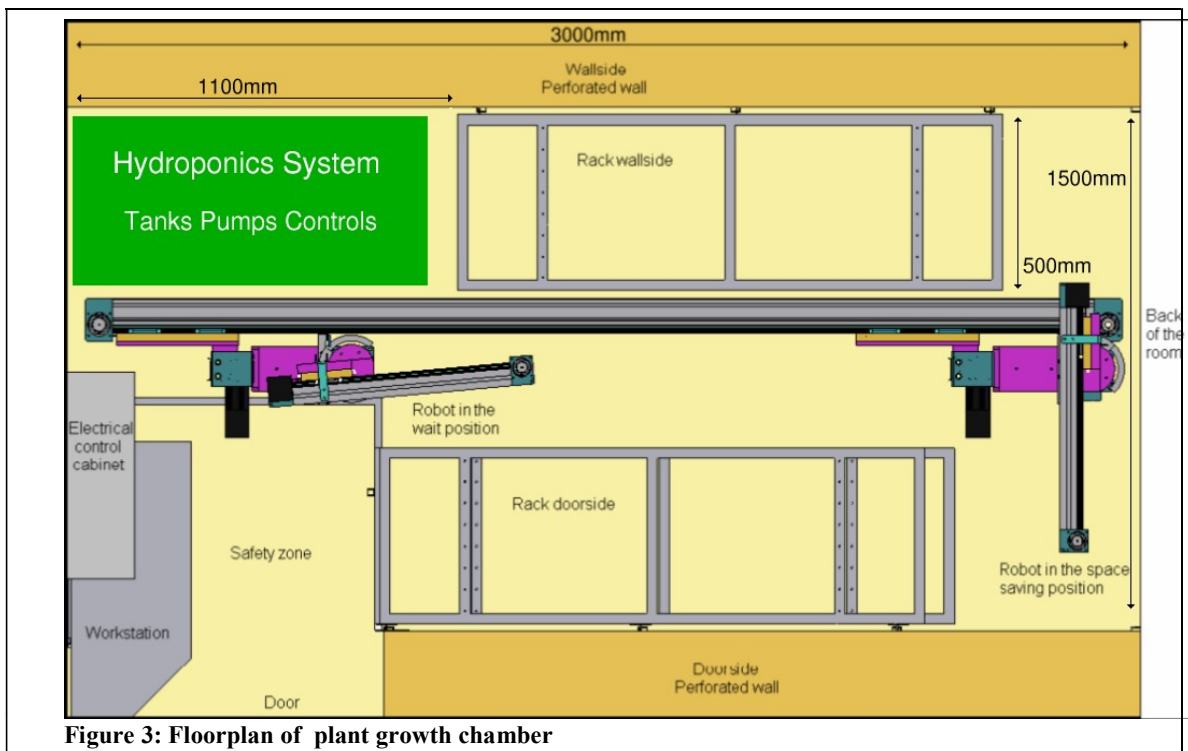 3000mm
Wallside
Perforated wall
1100mm
Hydroponics System
Tanks Pumps Controls
Rack wallside
1500mm
500mm
Back
of the
room
Robot in the
wait position
Electrical
control
cabinet
Rack doorside
Safety zone
Robot in the space
saving position
Workstation
Doorside
Perforated wall
Door
Figure 3: Floorplan of plant growth chamber